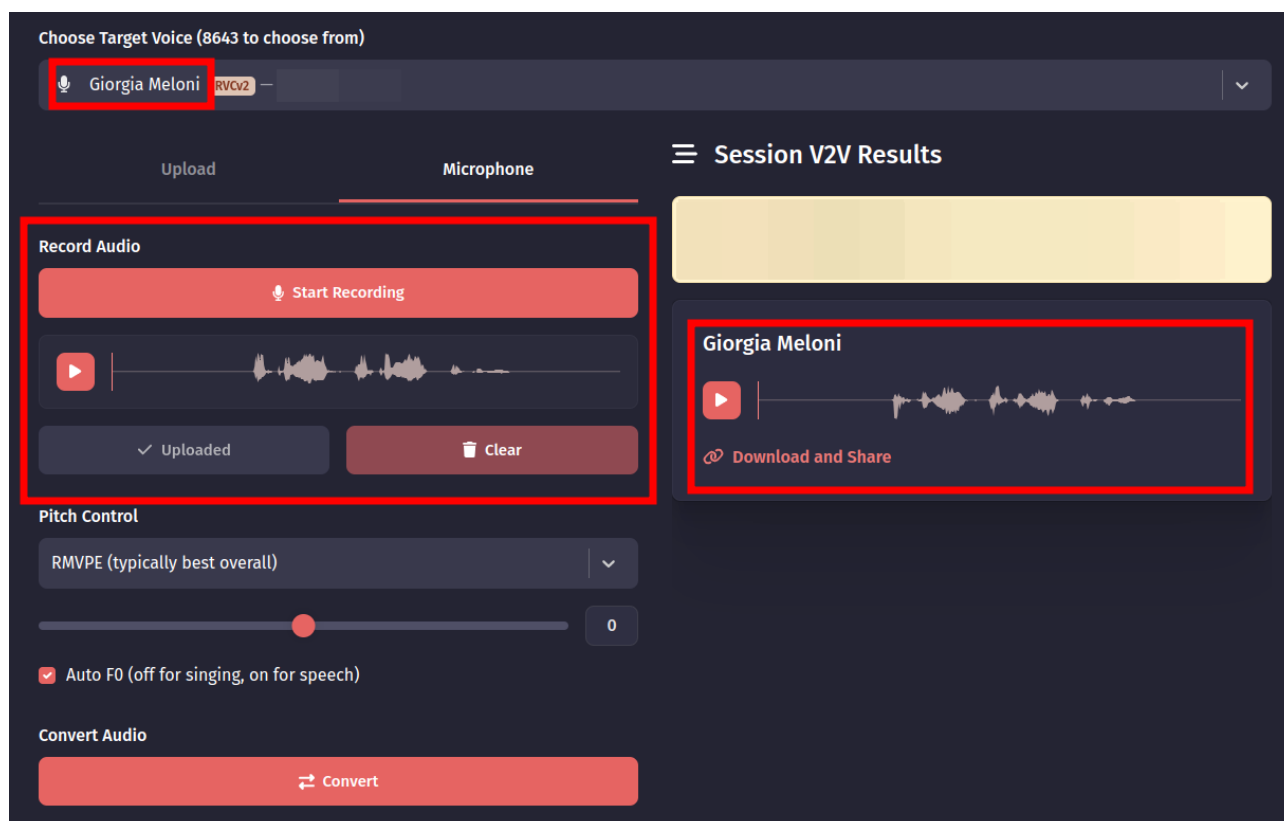 Choose Target Voice (8643 to choose from)
Giorgia Meloni RVCv2 —
Upload
Microphone
Record Audio
Start Recording
Uploaded
Clear
Pitch Control
RMVPE (typically best overall)
0
Auto F0 (off for singing, on for speech)
Convert Audio
Convert
Session V2V Results
Giorgia Meloni
Download and Share